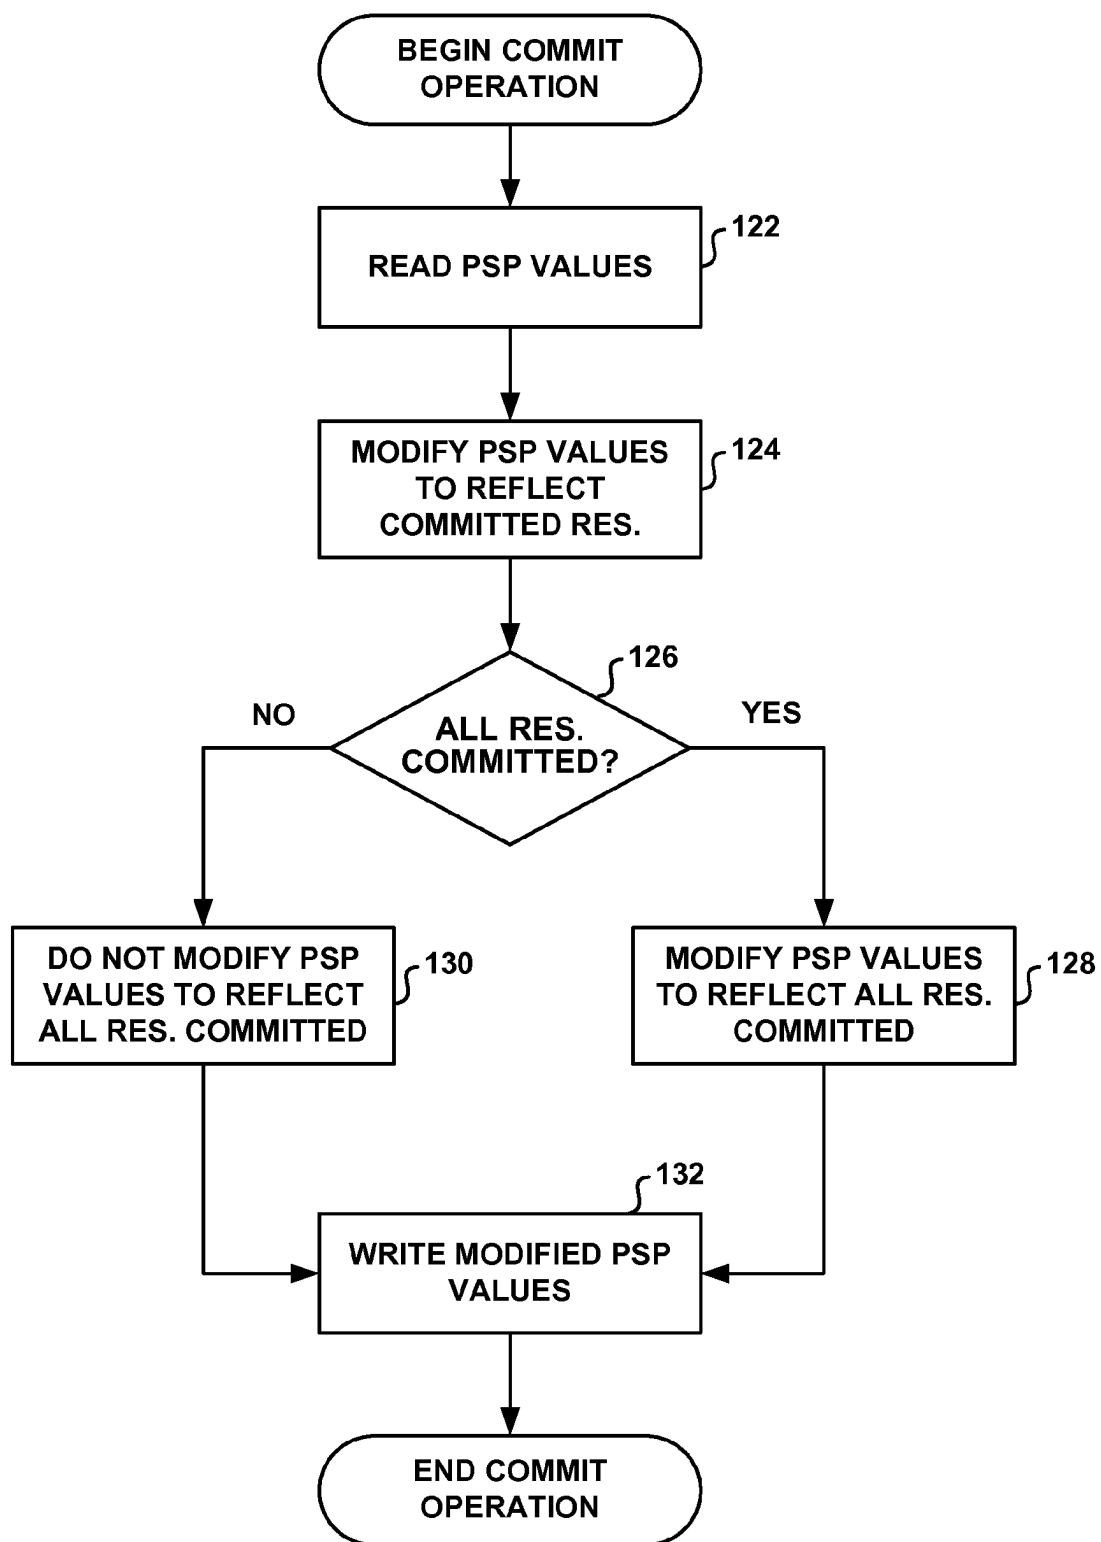 BEGIN COMMIT
OPERATION
122
READ PSP VALUES
124
MODIFY PSP VALUES
TO REFLECT
COMMITTED RES.
126
NO
YES
ALL RES.
COMMITTED?
DO NOT MODIFY PSP
VALUES TO REFLECT
ALL RES. COMMITTED
130
MODIFY PSP VALUES
TO REFLECT ALL RES.
COMMITTED
128
132
WRITE MODIFIED PSP
VALUES
END COMMIT
OPERATION